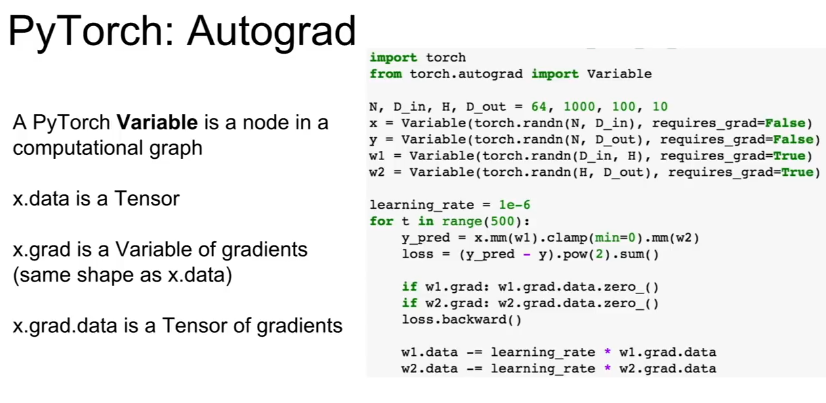 PyTorch: Autograd
A PyTorch Variable is a node in a
computational graph
x.data is a Tensor
x.grad is a Variable of gradients
(same shape as x.data)
x.grad.data is a Tensor of gradients
import torch
from torch.autograd import Variable
N, D_in, H, D_out = 64, 1000, 100, 10
x = Variable(torch.randn(N, D_in), requires_grad=False)
y = Variable(torch.randn(N, D_out), requires_grad=False)
w1 = Variable(torch.randn(D_in, H), requires_grad=True)
w2 = Variable(torch.randn(H, D_out), requires_grad=True)
learning_rate = 1e-6
for t in range(500):
    y_pred = x.mm(w1).clamp(min=0).mm(w2)
    loss = (y_pred - y).pow(2).sum()
    if w1.grad: w1.grad.data.zero_()
    if w2.grad: w2.grad.data.zero_()
    loss.backward()
    w1.data -= learning_rate * w1.grad.data
    w2.data -= learning_rate * w2.grad.data